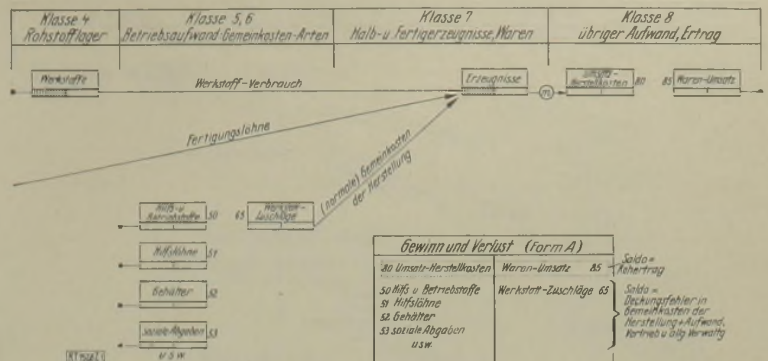 Klasse 4
Rohstofflager
Klasse 5, 6
Betriebsaufwand-Gemeinkosten-Arten
Klasse 7
Halb- u. Fertigerzeugnisse, Waren
Klasse 8
übriger Aufwand, Ertrag
Werkstoffe
Werkstoff-Verbrauch
Erzeugnisse
m
Umsatz-
Herstellkosten
80
85
Waren-Umsatz
Fertigungslöhne
(normale) Gemeinkosten
der Herstellung
Hilfs- u.
Betriebstoffe
50
65
Werkstatt-
Zuschläge
Hilfslöhne
51
Gehälter
52
soziale Abgaben
53
usw.
Gewinn und Verlust (Form A)
80 Umsatz-Herstellkosten
Waren-Umsatz 85
Saldo =
Rohertrag
50 Hilfs u Betriebstoffe
51 Hilfslöhne
52 Gehälter
53 soziale Abgaben
usw.
Werkstatt-Zuschläge 65
Saldo =
Deckungsfehler in
Gemeinkosten der
Herstellung + Aufwand,
Vertrieb u allg Verwaltg